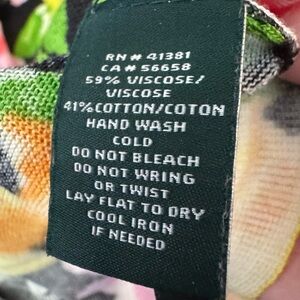 RN # 41381
CA # 56658
59% VISCOSE/
VISCOSE
41%COTTON/COTON
HAND WASH
COLD
DO NOT BLEACH
DO NOT WRING
OR TWIST
LAY FLAT TO DRY
COOL IRON
IF NEEDED